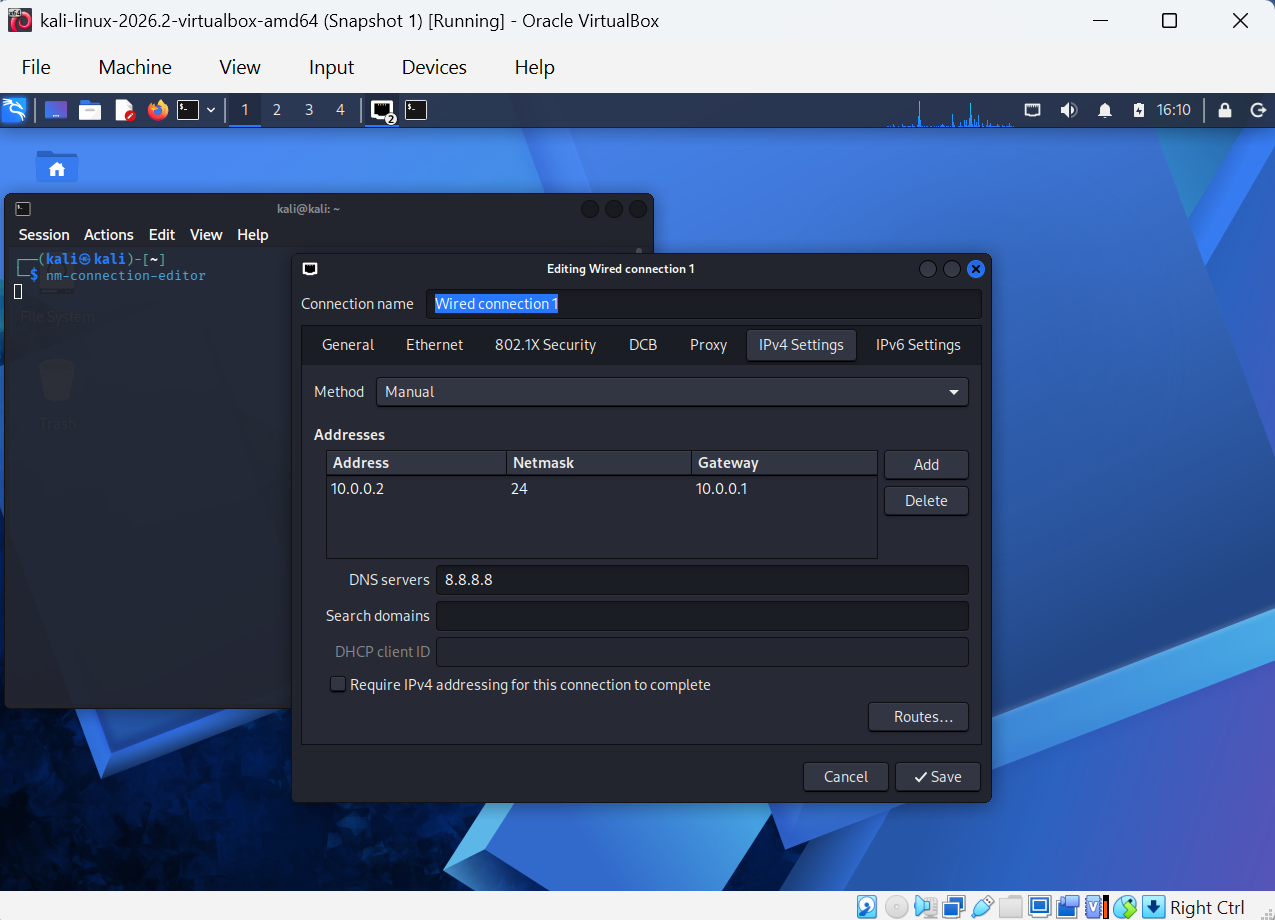 kali-linux-2026.2-virtualbox-amd64 (Snapshot 1) [Running] - Oracle VirtualBox
File Machine View Input Devices Help
1 2 3 4 2 16:10
kali@kali: ~
Session Actions Edit View Help
(kali㉿kali)-[~]
$ nm-connection-editor
File System
Trash
Editing Wired connection 1
Connection name Wired connection 1
General Ethernet 802.1X Security DCB Proxy IPv4 Settings IPv6 Settings
Method Manual
Addresses
Address Netmask Gateway Add
10.0.0.2 24 10.0.0.1
Delete
DNS servers 8.8.8.8
Search domains
DHCP client ID
Require IPv4 addressing for this connection to complete
Routes…
Cancel Save
Right Ctrl